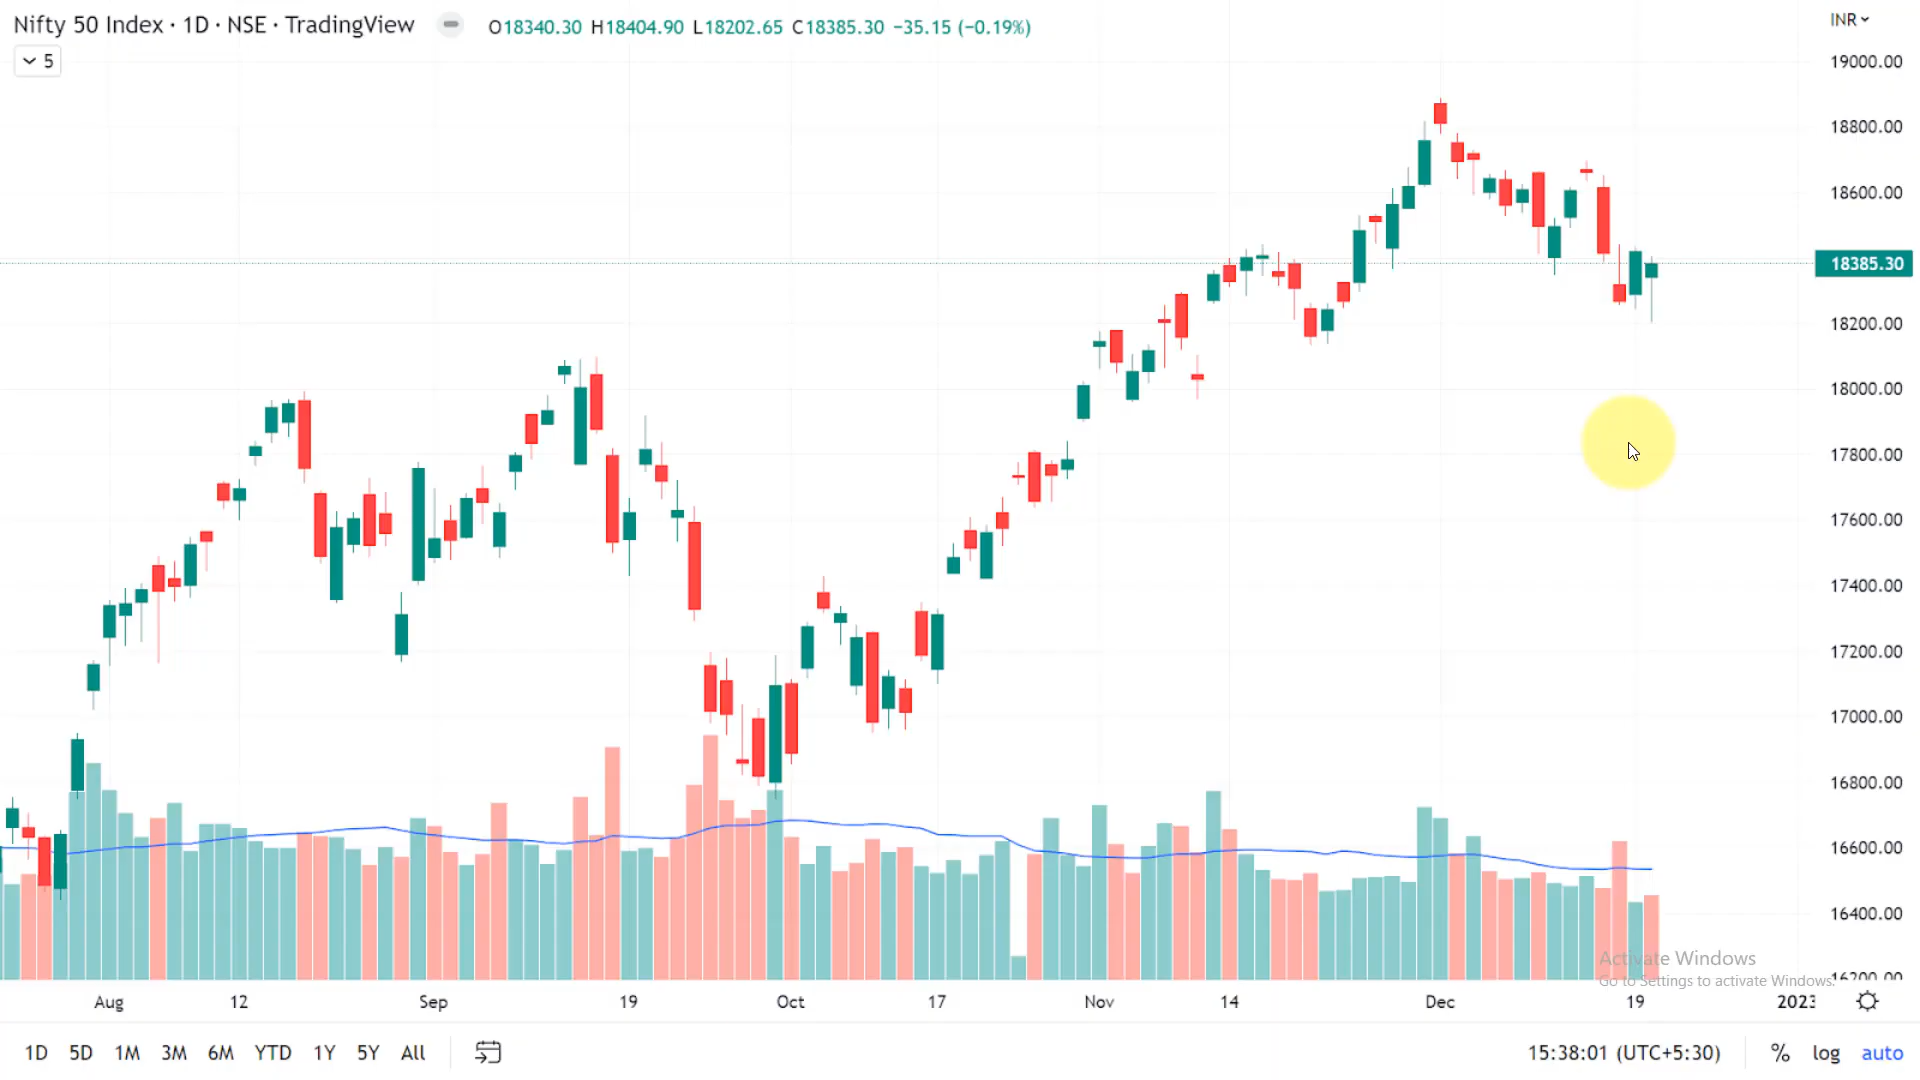 Nifty 50 Index · 1D · NSE · TradingView
O18340.30 H18404.90 L18202.65 C18385.30 −35.15 (−0.19%)
INR
5
19000.00
18800.00
18600.00
18385.30
18200.00
18000.00
17800.00
17600.00
17400.00
17200.00
17000.00
16800.00
16600.00
16400.00
16200.00
Activate Windows
Go to Settings to activate Windows.
Aug 12 Sep 19 Oct 17 Nov 14 Dec 19 2023
1D 5D 1M 3M 6M YTD 1Y 5Y All
15:38:01 (UTC+5:30) % log auto